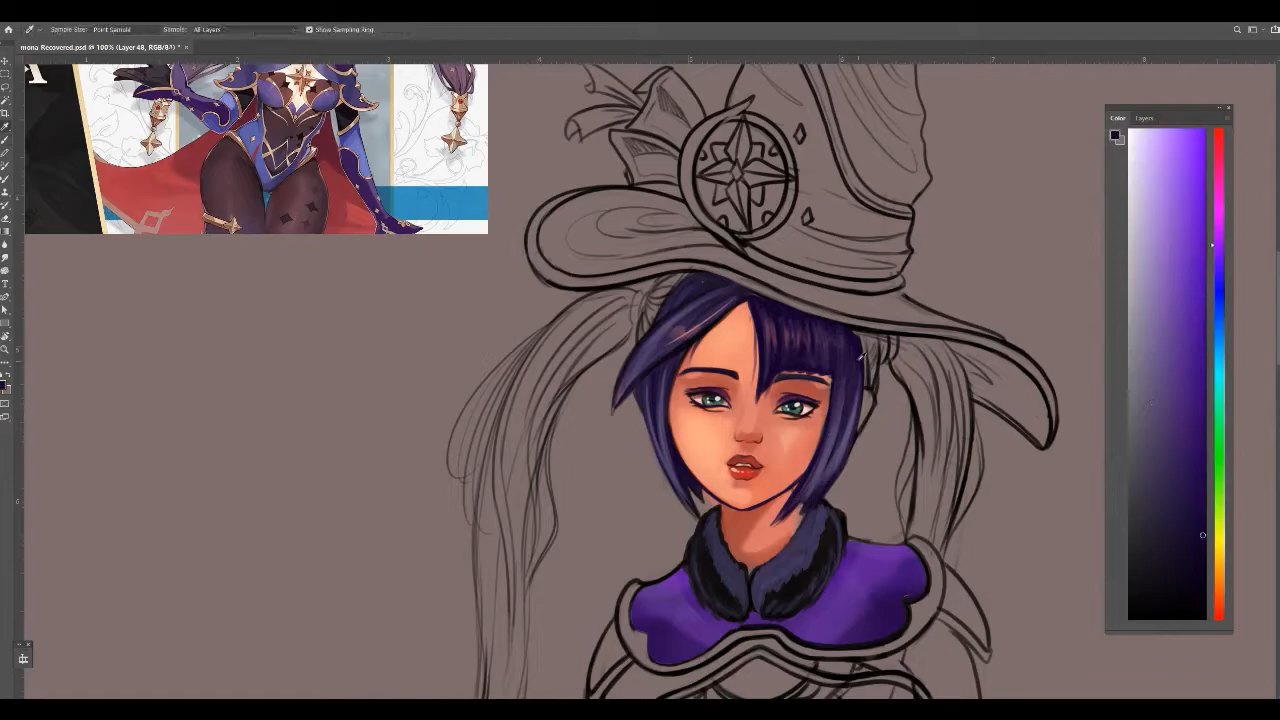 Sample Size: Point Sample Sample: All Layers Show Sampling Ring
mona Recovered.psd @ 100% (Layer 48, RGB/8#) * ×
A
Color Layers